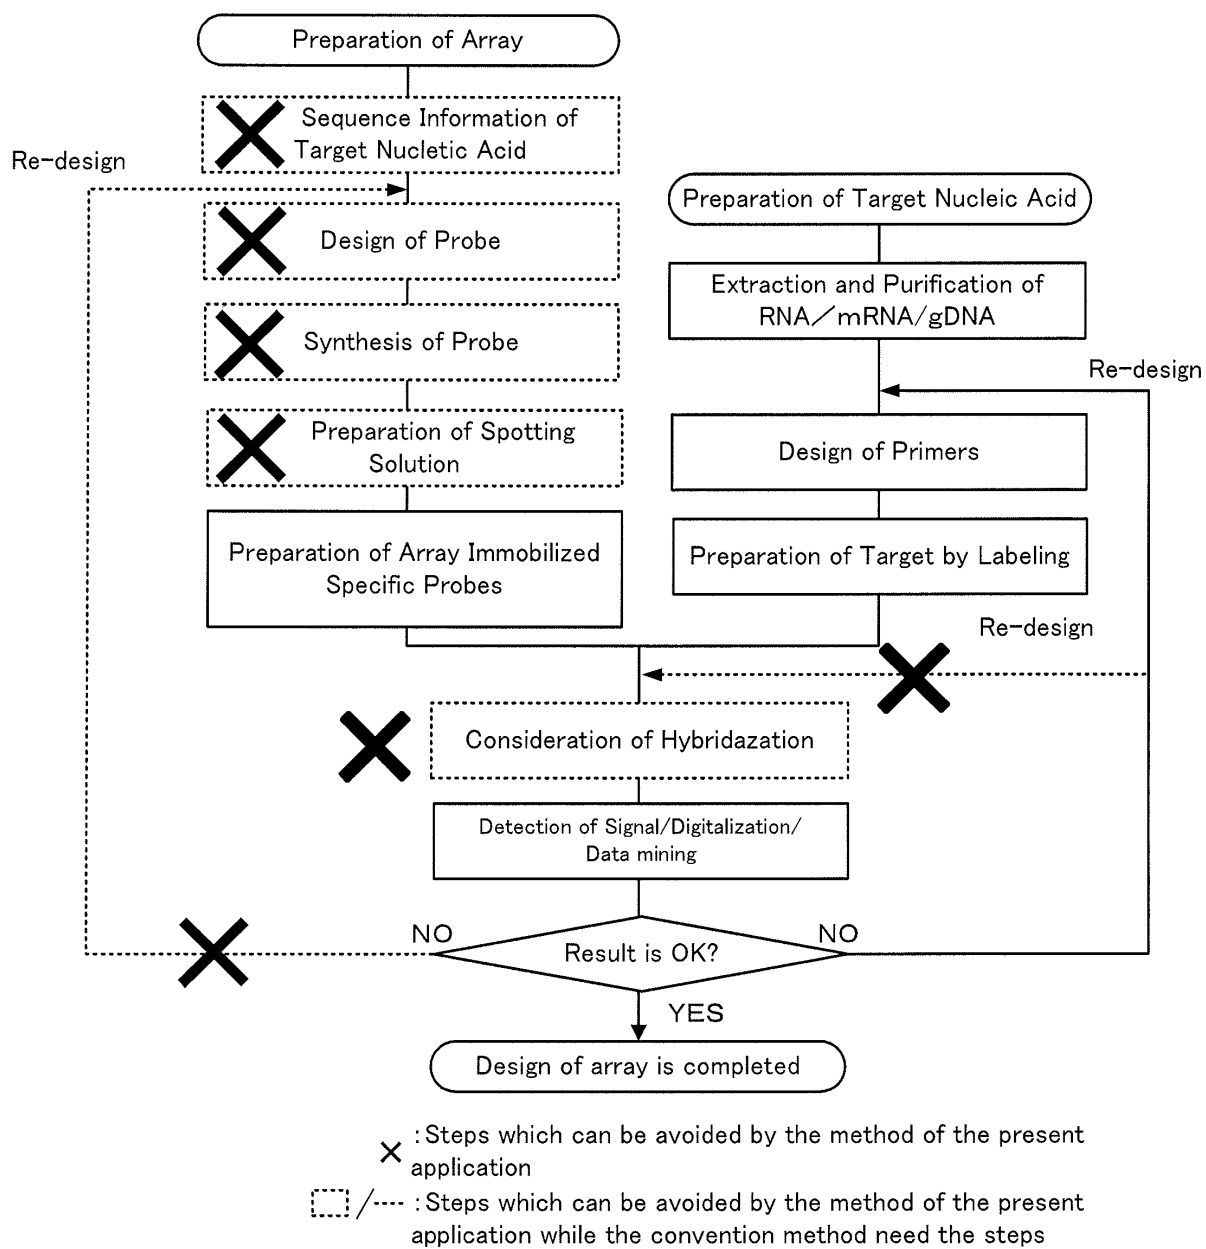 Preparation of Array
Sequence Information of
Target Nucletic Acid
Re-design
Design of Probe
Synthesis of Probe
Preparation of Spotting
Solution
Preparation of Array Immobilized
Specific Probes
Preparation of Target Nucleic Acid
Extraction and Purification of
RNA／mRNA/gDNA
Re-design
Design of Primers
Preparation of Target by Labeling
Re-design
Consideration of Hybridazation
Detection of Signal/Digitalization/
Data mining
NO
Result is OK?
NO
YES
Design of array is completed
× : Steps which can be avoided by the method of the present
application
/---- : Steps which can be avoided by the method of the present
application while the convention method need the steps